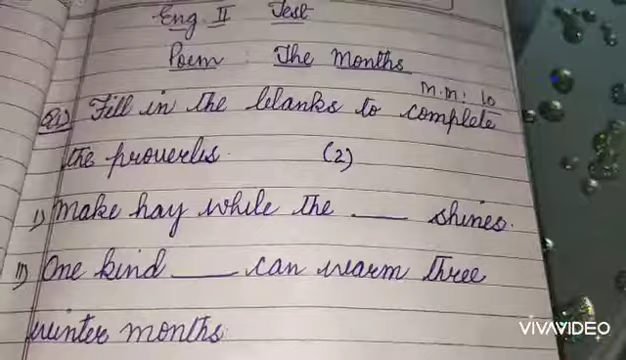 Eng II Test
Poem : The Months
M.M: 10
Q1) Fill in the blanks to complete
the proverbs. (2)
i) Make hay while the ___ shines.
ii) One kind ___ can warm three
winter months.
VIVAVIDEO